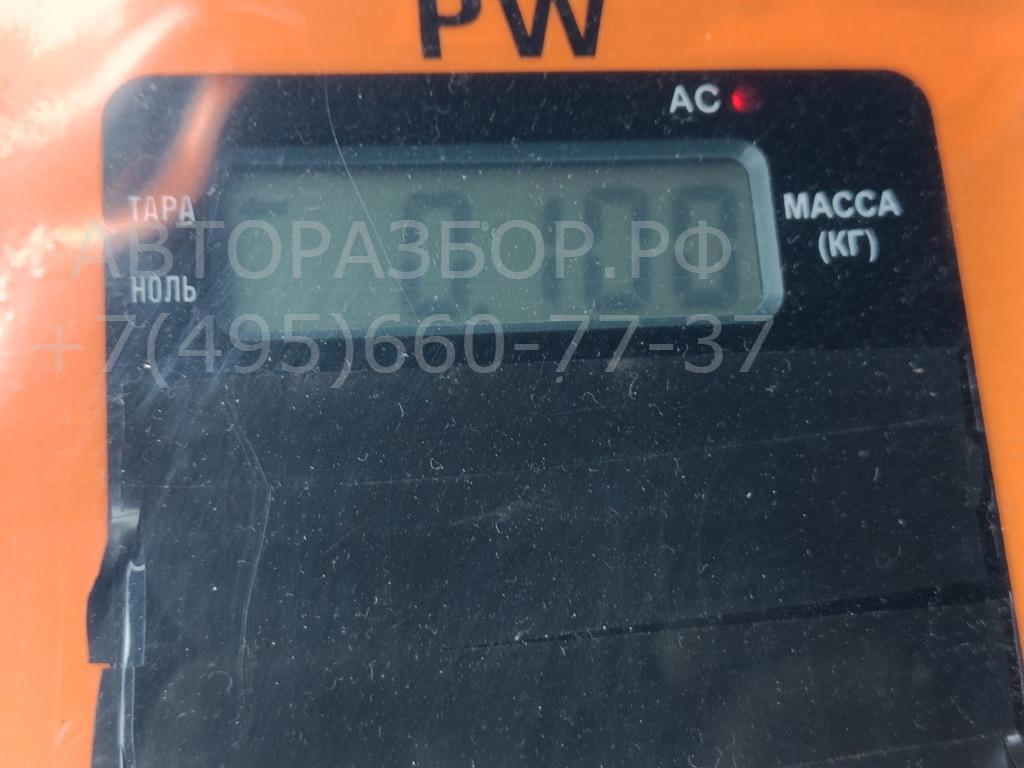 PW
AC
ТАРА
0.100
МАССА
(КГ)
НОЛЬ
АВТОРАЗБОР.РФ
+7(495)660-77-37